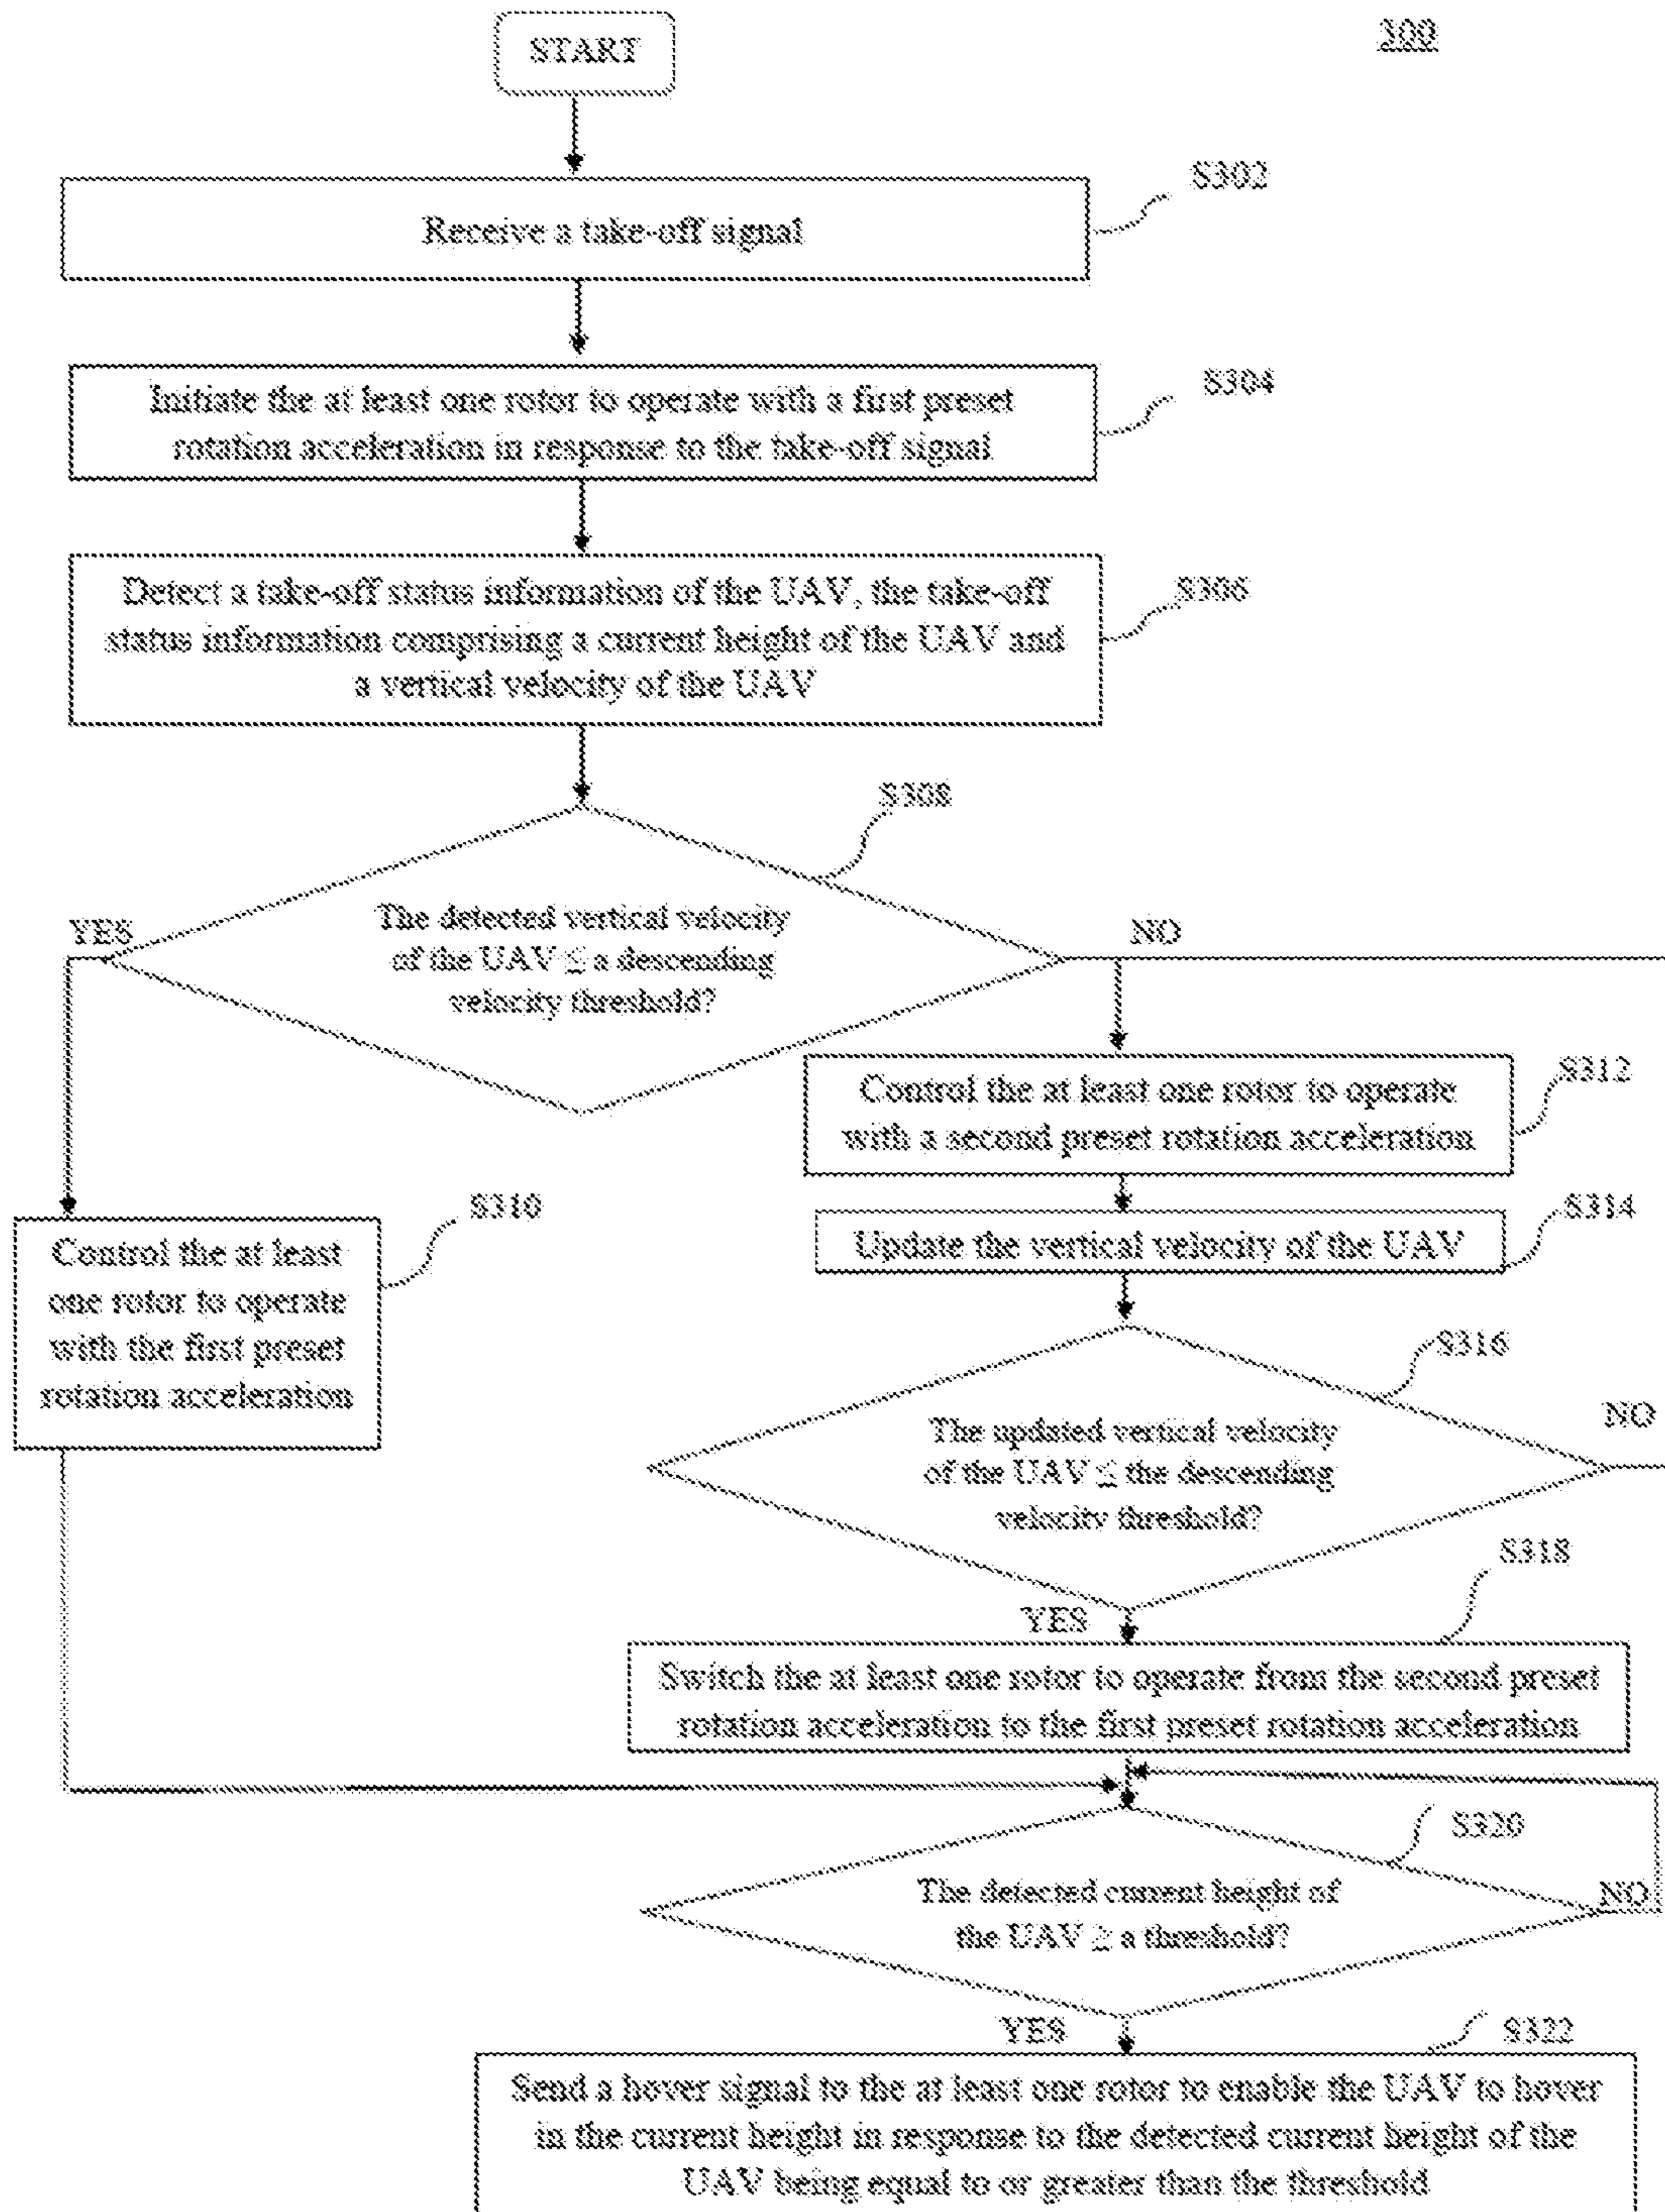 START
300
S302
Receive a take-off signal
S304
Initiate the at least one rotor to operate with a first preset
rotation acceleration in response to the take-off signal
S306
Detect a take-off status information of the UAV, the take-off
status information comprising a current height of the UAV and
a vertical velocity of the UAV
S308
YES
The detected vertical velocity
of the UAV ≦ a descending
velocity threshold?
NO
S312
Control the at least one rotor to operate
with a second preset rotation acceleration
S310
Control the at least
one rotor to operate
with the first preset
rotation acceleration
S314
Update the vertical velocity of the UAV
S316
The updated vertical velocity
of the UAV ≦ the descending
velocity threshold?
NO
S318
YES
Switch the at least one rotor to operate from the second preset
rotation acceleration to the first preset rotation acceleration
S320
The detected current height of
the UAV ≧ a threshold?
NO
YES
S322
Send a hover signal to the at least one rotor to enable the UAV to hover
in the current height in response to the detected current height of the
UAV being equal to or greater than the threshold